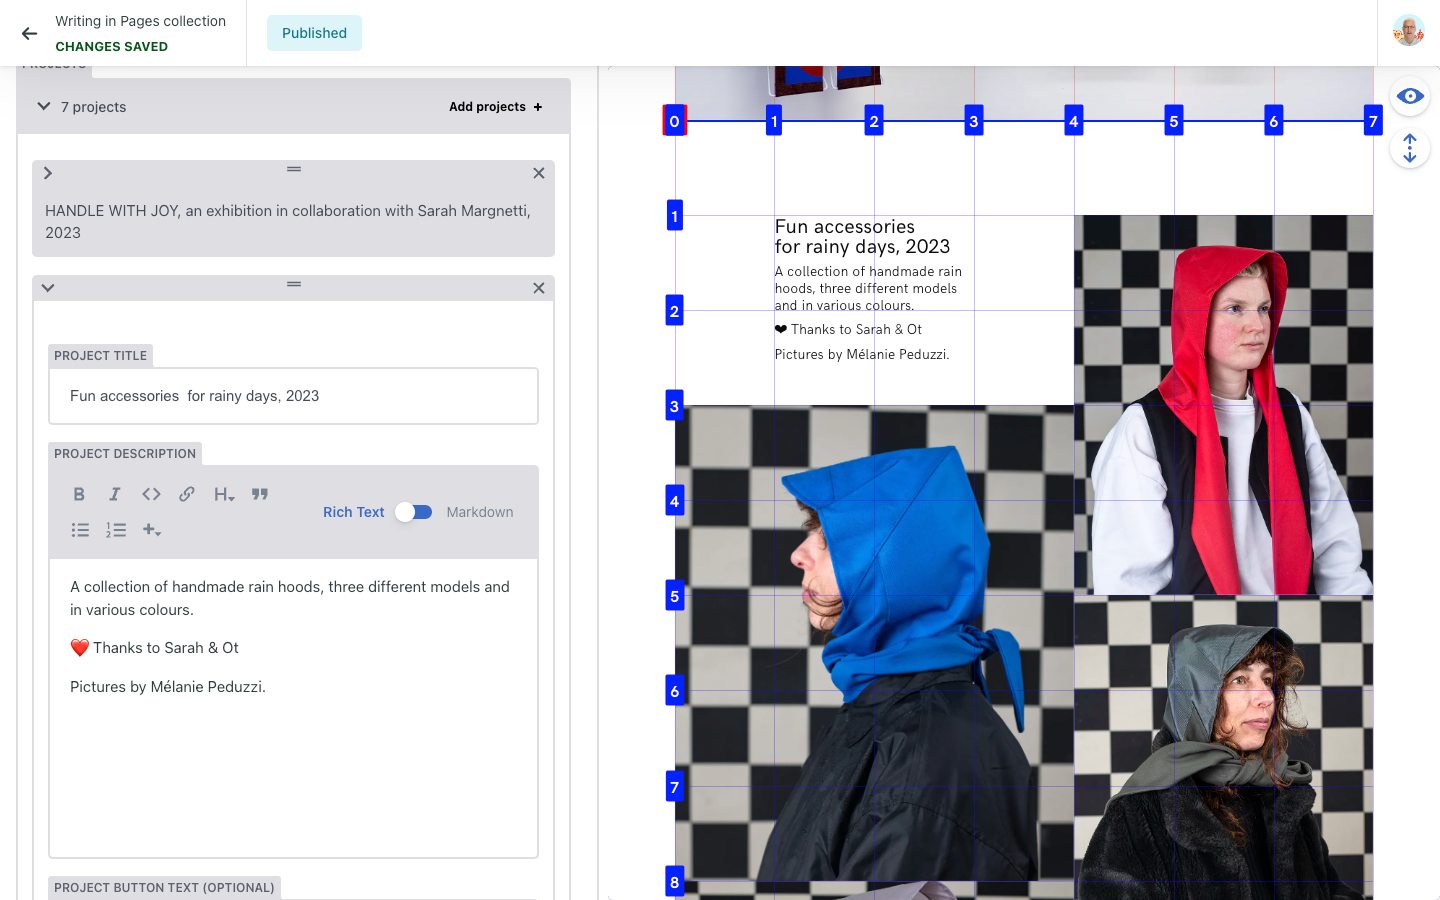 Writing in Pages collection
CHANGES SAVED
Published
7 projects
Add projects +
HANDLE WITH JOY, an exhibition in collaboration with Sarah Margnetti,
2023
PROJECT TITLE
Fun accessories  for rainy days, 2023
PROJECT DESCRIPTION
B I H
Rich Text Markdown
A collection of handmade rain hoods, three different models and
in various colours.
❤️ Thanks to Sarah & Ot
Pictures by Mélanie Peduzzi.
PROJECT BUTTON TEXT (OPTIONAL)
0 1 2 3 4 5 6 7
1
2
3
4
5
6
7
8
Fun accessories
for rainy days, 2023
A collection of handmade rain
hoods, three different models
and in various colours.
❤ Thanks to Sarah & Ot
Pictures by Mélanie Peduzzi.